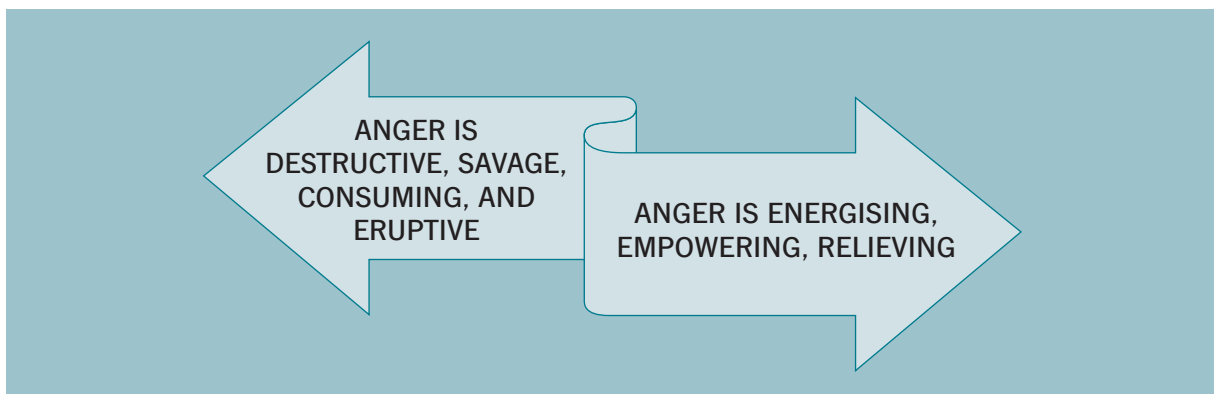 ANGER IS
DESTRUCTIVE, SAVAGE,
CONSUMING, AND
ERUPTIVE
ANGER IS ENERGISING,
EMPOWERING, RELIEVING